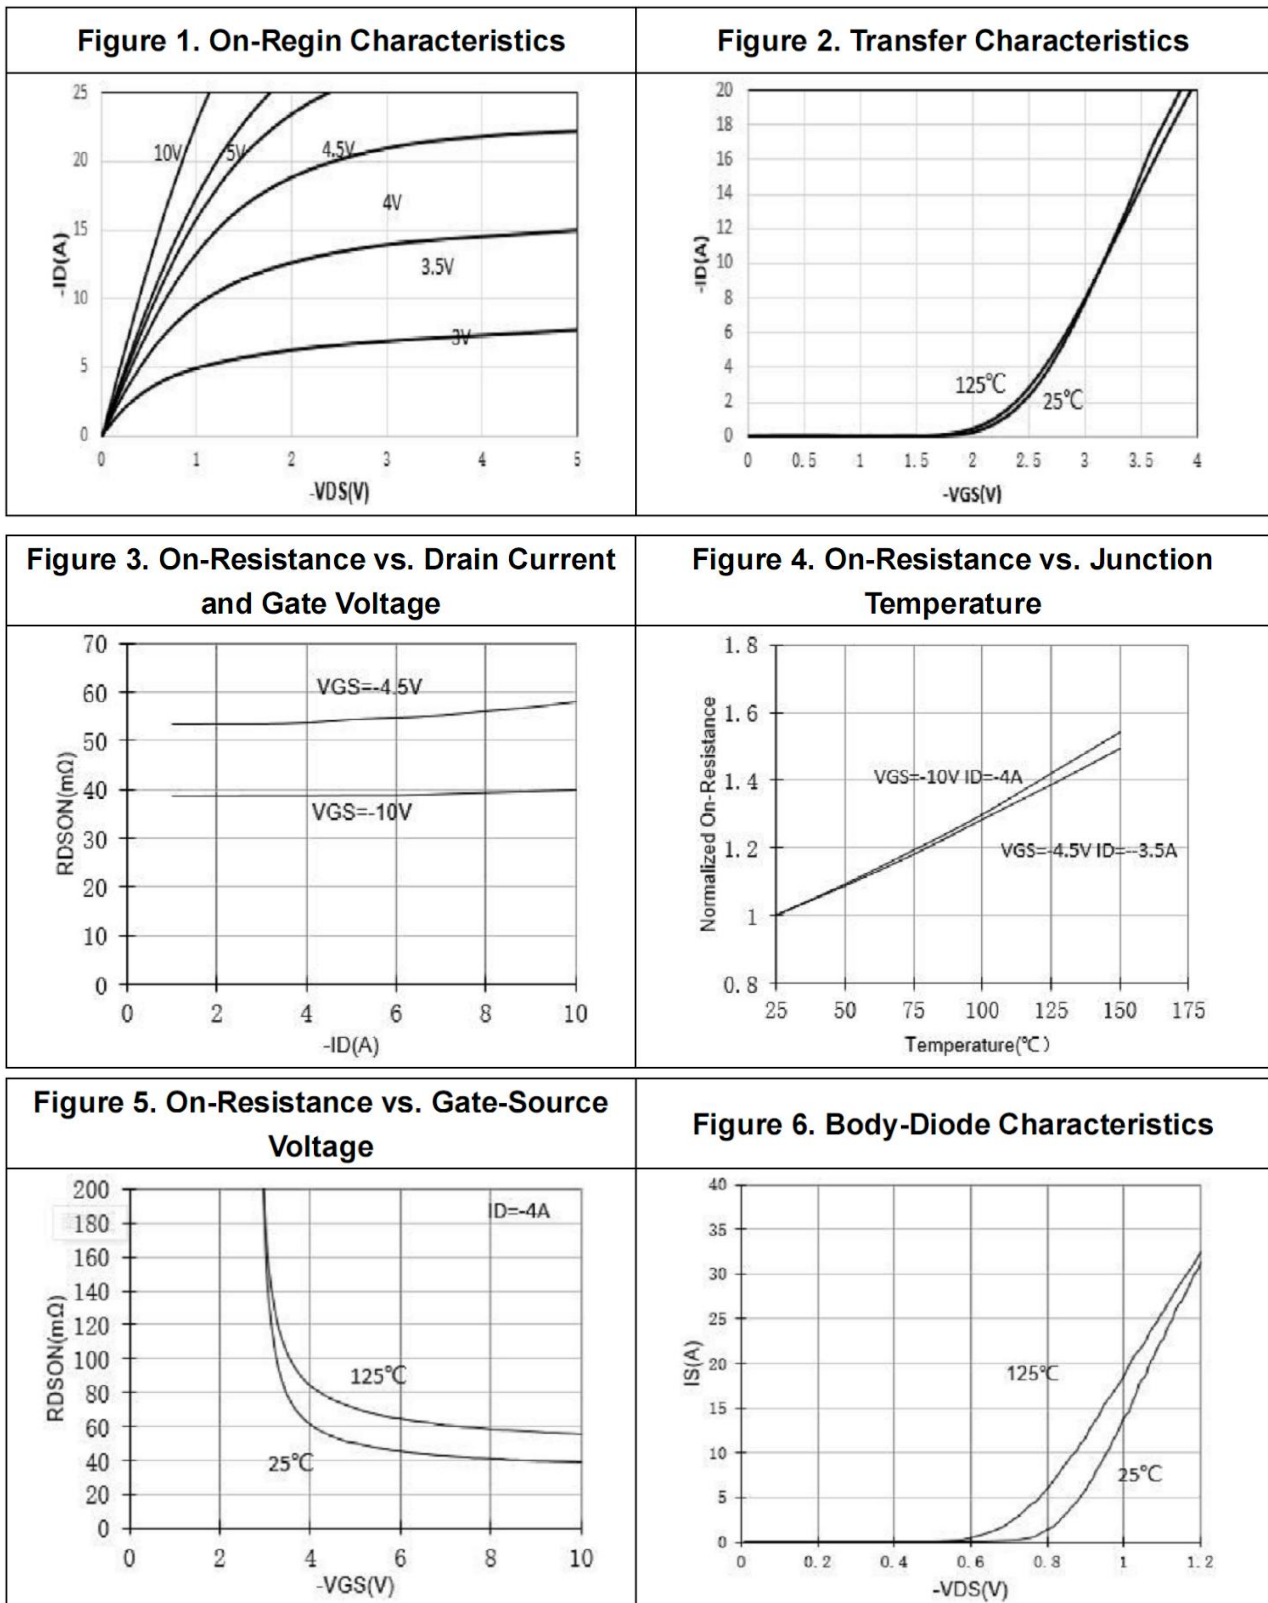 Figure 1. On-Regin Characteristics
Figure 2. Transfer Characteristics
25
20
15
10
5
0
-ID(A)
10V
5V
4.5V
4V
3.5V
3V
0 1 2 3 4 5
-VDS(V)
20
18
16
14
12
10
8
6
4
2
0
-ID(A)
125℃
25℃
0 0.5 1 1.5 2 2.5 3 3.5 4
-VGS(V)
Figure 3. On-Resistance vs. Drain Current
and Gate Voltage
Figure 4. On-Resistance vs. Junction
Temperature
70
60
50
40
30
20
10
0
RDSON(mΩ)
VGS=-4.5V
VGS=-10V
0 2 4 6 8 10
-ID(A)
1.8
1.6
1.4
1.2
1
0.8
Normalized On-Resistance
VGS=-10V ID=-4A
VGS=-4.5V ID=--3.5A
25 50 75 100 125 150 175
Temperature(℃)
Figure 5. On-Resistance vs. Gate-Source
Voltage
Figure 6. Body-Diode Characteristics
200
180
160
140
120
100
80
60
40
20
0
RDSON(mΩ)
ID=-4A
125℃
25℃
0 2 4 6 8 10
-VGS(V)
40
35
30
25
20
15
10
5
0
IS(A)
125℃
25℃
0 0.2 0.4 0.6 0.8 1 1.2
-VDS(V)